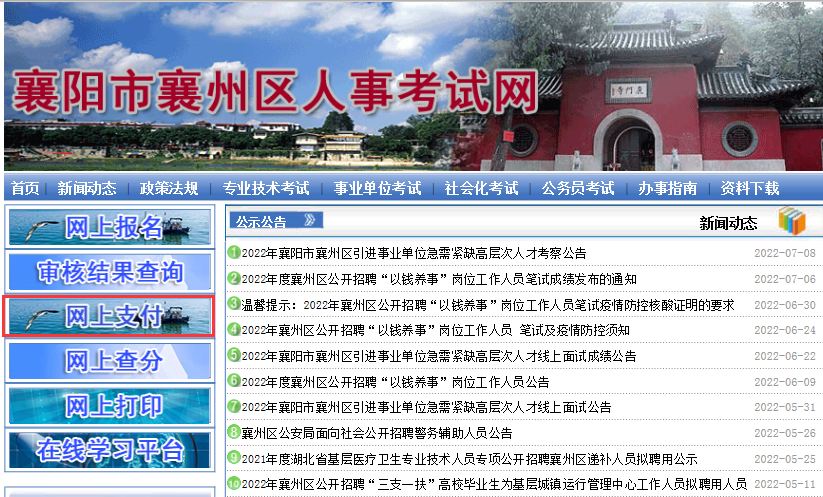 襄阳市襄州区人事考试网
鹿门寺
首页 新闻动态 政策法规 专业技术考试 事业单位考试 社会化考试 公务员考试 办事指南 资料下载
网上报名
审核结果查询
网上支付
网上查分
网上打印
在线学习平台
公示公告 新闻动态
1 2022年襄阳市襄州区引进事业单位急需紧缺高层次人才考察公告 2022-07-08
2 2022年度襄州区公开招聘“以钱养事”岗位工作人员笔试成绩发布的通知 2022-07-06
3 温馨提示：2022年襄州区公开招聘“以钱养事”岗位工作人员笔试疫情防控核酸证明的要求 2022-06-30
4 2022年襄州区公开招聘“以钱养事”岗位工作人员 笔试及疫情防控须知 2022-06-24
5 2022年襄阳市襄州区引进事业单位急需紧缺高层次人才线上面试成绩公告 2022-06-22
6 2022年度襄州区公开招聘“以钱养事”岗位工作人员公告 2022-06-09
7 2022年襄阳市襄州区引进事业单位急需紧缺高层次人才线上面试公告 2022-05-31
8 襄州区公安局面向社会公开招聘警务辅助人员公告 2022-05-26
9 2021年度湖北省基层医疗卫生专业技术人员专项公开招聘襄州区递补人员拟聘用公示 2022-05-25
10 2022年襄州区公开招聘“三支一扶”高校毕业生为基层城镇运行管理中心工作人员拟聘用人员 2022-05-11